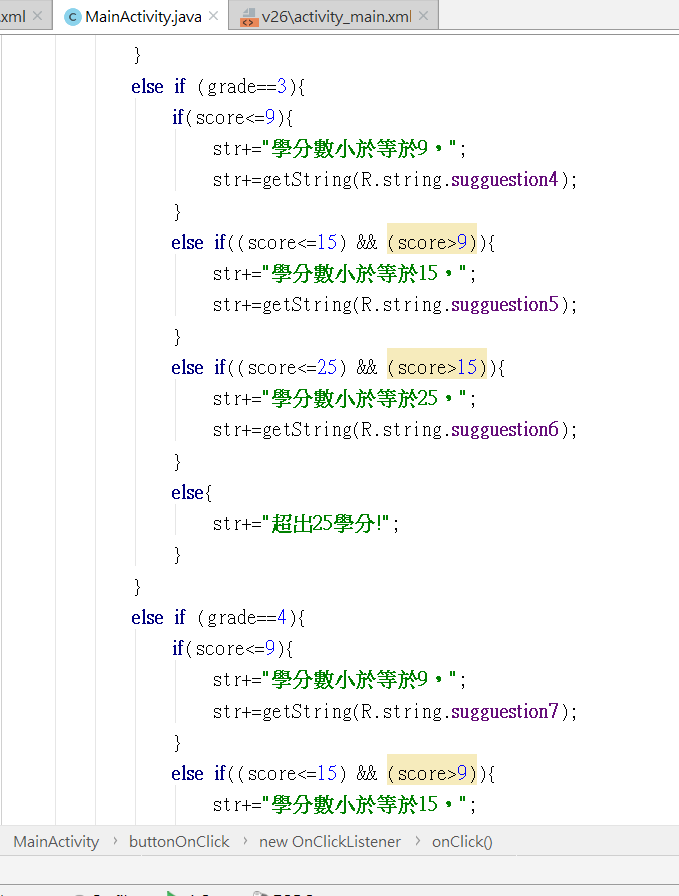 .xml MainActivity.java v26\activity_main.xml
}
else if (grade==3){
if(score<=9){
str+="學分數小於等於9，";
str+=getString(R.string.sugguestion4);
}
else if((score<=15) && (score>9)){
str+="學分數小於等於15，";
str+=getString(R.string.sugguestion5);
}
else if((score<=25) && (score>15)){
str+="學分數小於等於25，";
str+=getString(R.string.sugguestion6);
}
else{
str+="超出25學分!";
}
}
else if (grade==4){
if(score<=9){
str+="學分數小於等於9，";
str+=getString(R.string.sugguestion7);
}
else if((score<=15) && (score>9)){
str+="學分數小於等於15，";
MainActivity › buttonOnClick › new OnClickListener › onClick()